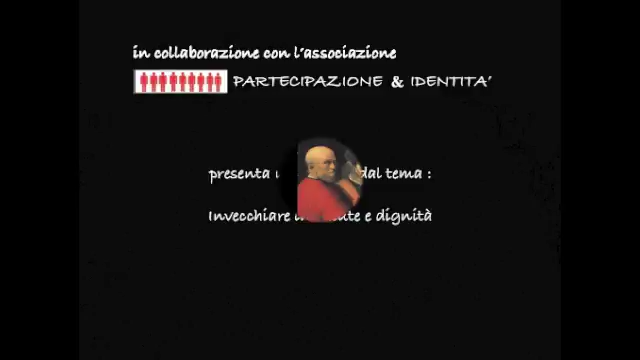 in collaborazione con l'associazione
PARTECIPAZIONE & IDENTITA'
presenta dal tema :
Invecchiare e dignità